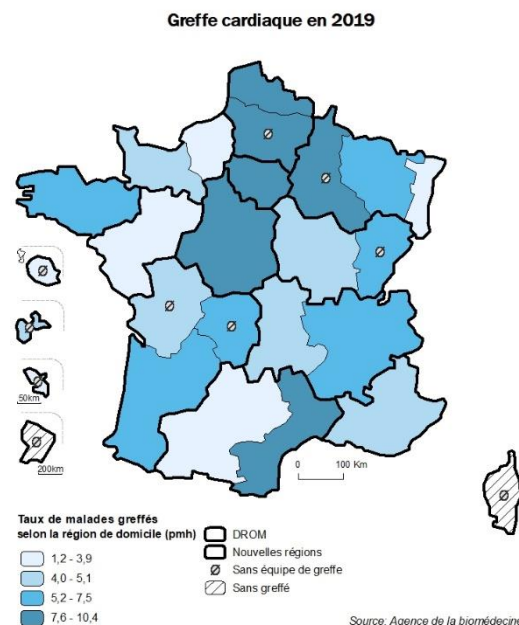 Greffe cardiaque en 2019
50km
200km
0 100 Km
Taux de malades greffés
selon la région de domicile (pmh)
1,2 - 3,9
4,0 - 5,1
5,2 - 7,5
7,6 - 10,4
DROM
Nouvelles régions
Sans équipe de greffe
Sans greffé
Source: Agence de la biomédecine